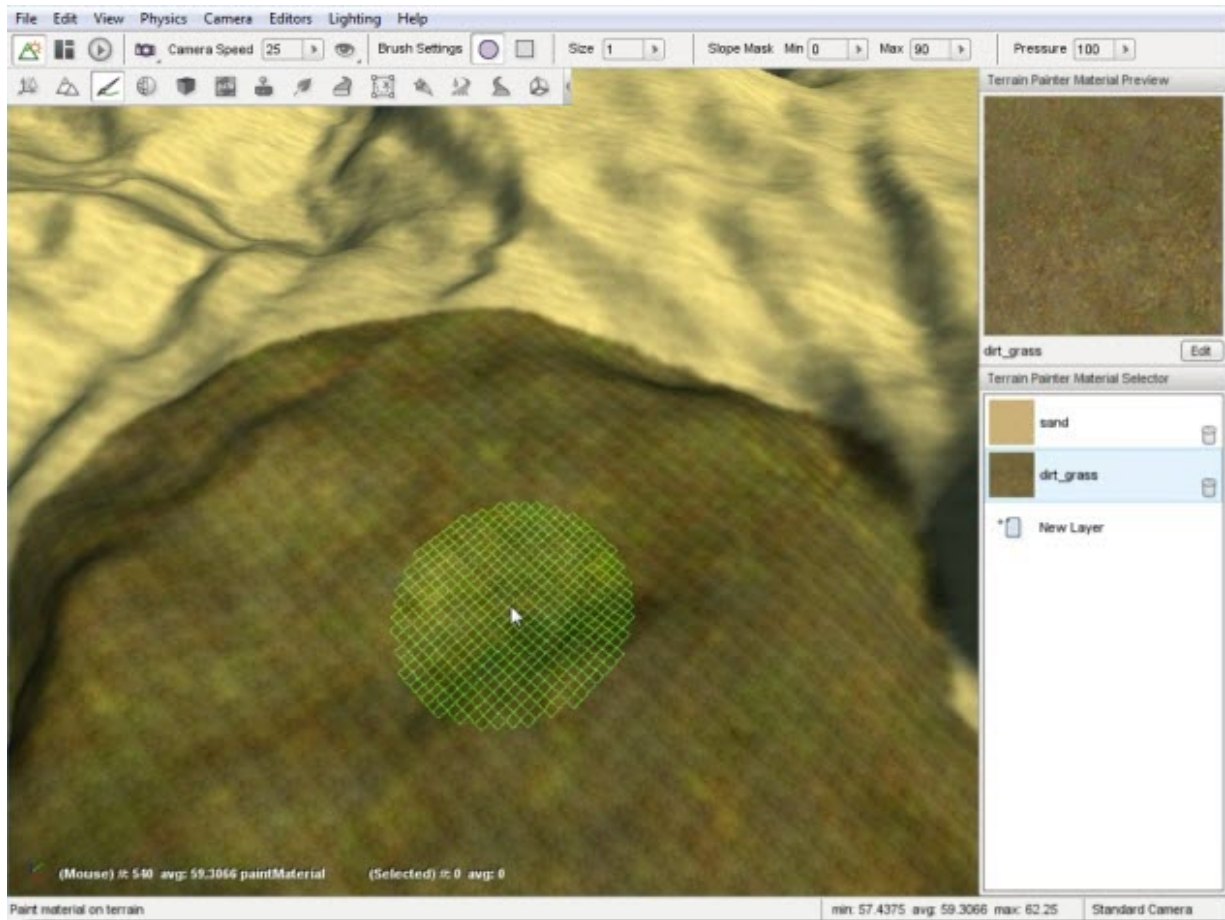 File Edit View Physics Camera Editors Lighting Help
Camera Speed 25 Brush Settings Size 1 Slope Mask Min 0 Max 90 Pressure 100
Terrain Painter Material Preview
dirt_grass Edit
Terrain Painter Material Selector
sand
dirt_grass
New Layer
(Mouse) #: 540 avg: 59.3066 paintMaterial (Selected) #: 0 avg: 0
Paint material on terrain min: 57.4375 avg: 59.3066 max: 62.25 Standard Camera